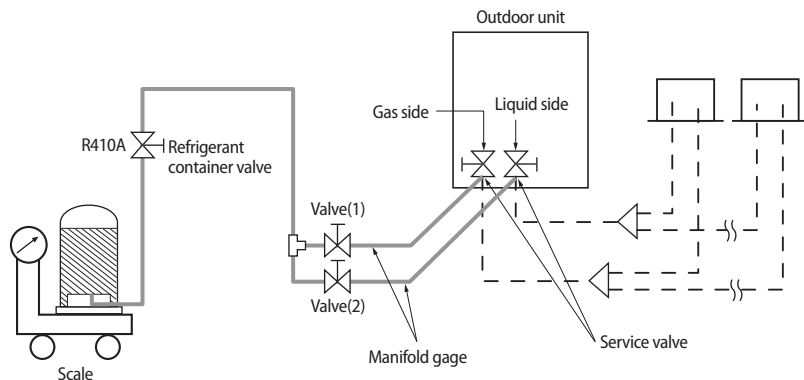 Outdoor unit
Gas side
Liquid side
R410A
Refrigerant
container valve
Valve(1)
Valve(2)
Manifold gage
Service valve
Scale